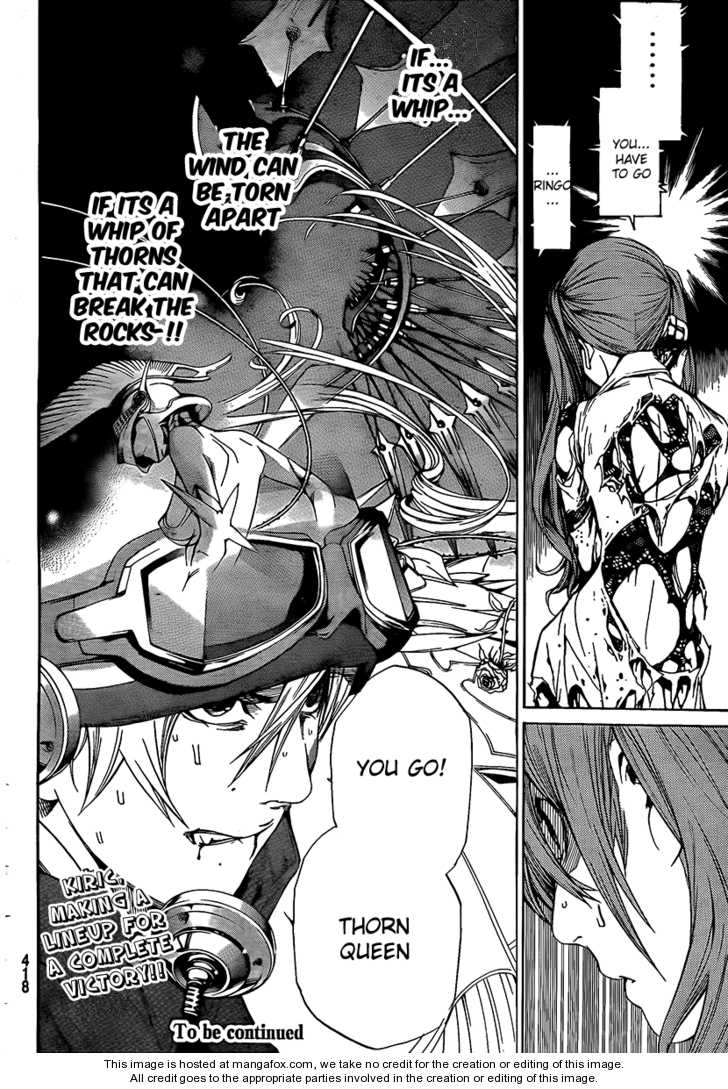 ......
YOU...
HAVE
TO GO
...
RINGO
...
IF...
ITS A
WHIP...
THE
WIND CAN
BE TORN
APART
IF ITS A
WHIP OF
THORNS
THAT CAN
BREAK THE
ROCKS-!!
YOU GO!
THORN
QUEEN
KIRIC:
MAKING A
LINEUP FOR
A COMPLETE
VICTORY!!
418
To be continued
This image is hosted at mangafox.com, we take no credit for the creation or editing of this image.
All credit goes to the appropriate parties involved in the creation or editing of this image.